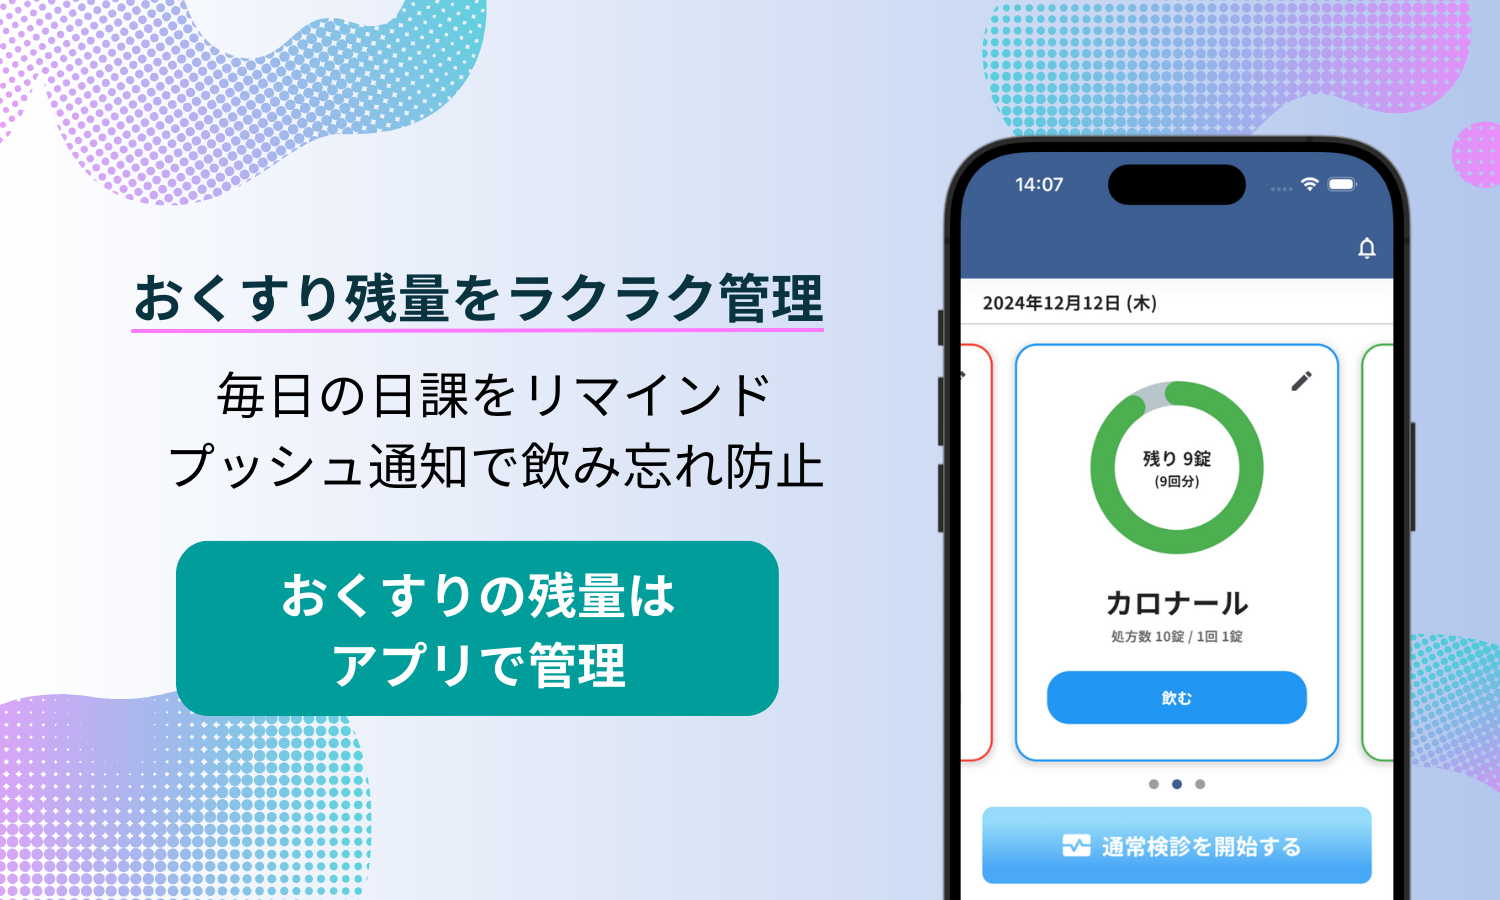 おくすり残量をラクラク管理
毎日の日課をリマインド
プッシュ通知で飲み忘れ防止
おくすりの残量は
アプリで管理
14:07
2024年12月12日 (木)
残り 9錠
(9回分)
カロナール
処方数 10錠 / 1回 1錠
飲む
通常検診を開始する